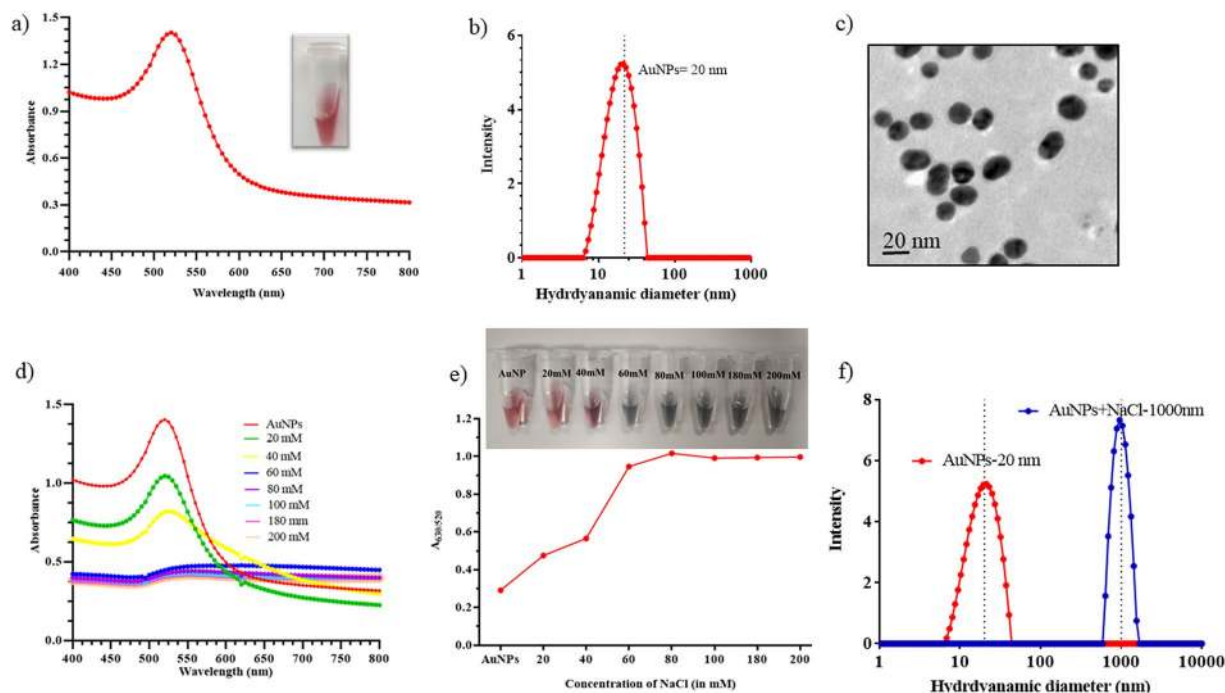 a)
1.5
1.2
0.9
0.6
0.3
0.0
Absorbance
400 450 500 550 600 650 700 750 800
Wavelength (nm)
b)
6
4
2
0
Intensity
AuNPs= 20 nm
1 10 100 1000
Hydrdyanamic diameter (nm)
c)
20 nm
d)
1.5
1.0
0.5
0.0
Absorbance
AuNPs
20 mM
40 mM
60 mM
80 mM
100 mM
180 mm
200 mM
400 450 500 550 600 650 700 750 800
Wavelength (nm)
e)
AuNP 20mM 40mM 60mM 80mM 100mM 180mM 200mM
1.2
1.0
0.8
0.6
0.4
0.2
0.0
A630/520
AuNPs 20 40 60 80 100 180 200
Concentration of NaCl (in mM)
f)
8
6
4
2
0
Intensity
AuNPs+NaCl-1000nm
AuNPs-20 nm
1 10 100 1000 10000
Hydrdyanamic diameter (nm)